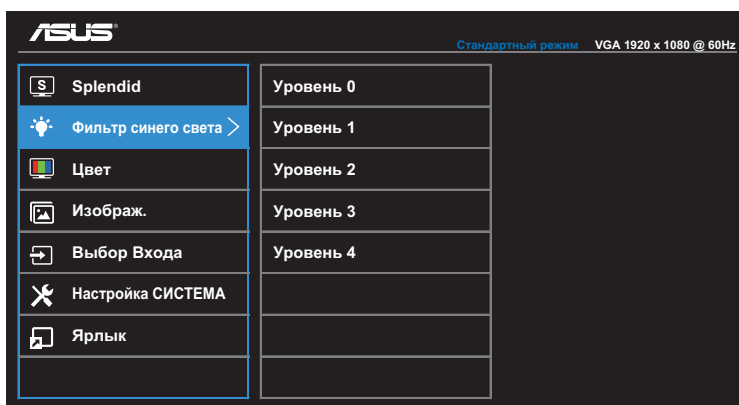 ASUS
Стандартный режим VGA 1920 x 1080 @ 60Hz
S Splendid
Уровень 0
Фильтр синего света >
Уровень 1
Цвет
Уровень 2
Изображ.
Уровень 3
Выбор Входа
Уровень 4
Настройка СИСТЕМА
Ярлык